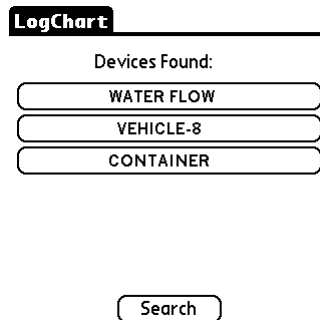 LogChart
Devices Found:
WATER FLOW
VEHICLE-8
CONTAINER
Search